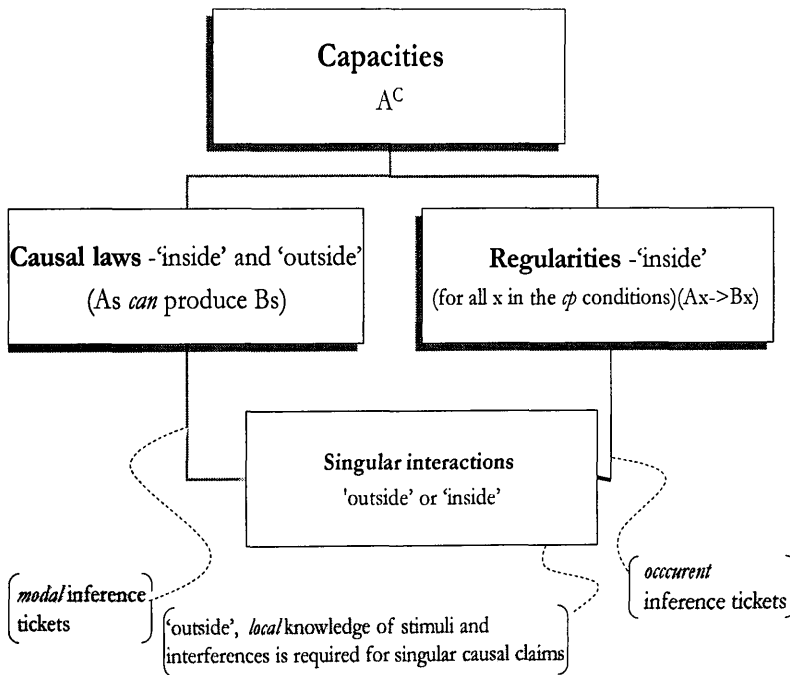 Capacities
A^C
Causal laws -‘inside’ and ‘outside’
(As can produce Bs)
Regularities -‘inside’
(for all x in the cp conditions)(Ax->Bx)
Singular interactions
'outside’ or ‘inside’
modal inference
tickets
‘outside’, local knowledge of stimuli and
interferences is required for singular causal claims
occcurent
inference tickets